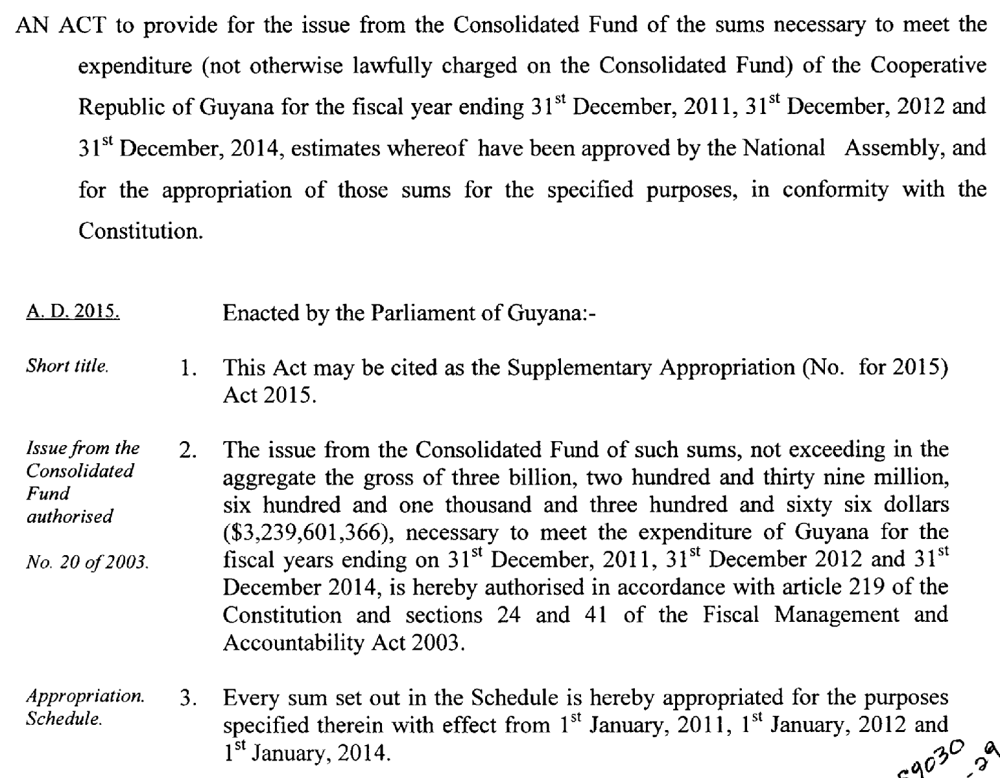 AN ACT to provide for the issue from the Consolidated Fund of the sums necessary to meet the
expenditure (not otherwise lawfully charged on the Consolidated Fund) of the Cooperative
Republic of Guyana for the fiscal year ending 31st December, 2011, 31st December, 2012 and
31st December, 2014, estimates whereof have been approved by the National Assembly, and
for the appropriation of those sums for the specified purposes, in conformity with the
Constitution.
A. D. 2015. Enacted by the Parliament of Guyana:-
Short title. 1. This Act may be cited as the Supplementary Appropriation (No. for 2015)
Act 2015.
Issue from the
Consolidated
Fund
authorised
No. 20 of 2003.
2. The issue from the Consolidated Fund of such sums, not exceeding in the
aggregate the gross of three billion, two hundred and thirty nine million,
six hundred and one thousand and three hundred and sixty six dollars
($3,239,601,366), necessary to meet the expenditure of Guyana for the
fiscal years ending on 31st December, 2011, 31st December 2012 and 31st
December 2014, is hereby authorised in accordance with article 219 of the
Constitution and sections 24 and 41 of the Fiscal Management and
Accountability Act 2003.
Appropriation.
Schedule.
3. Every sum set out in the Schedule is hereby appropriated for the purposes
specified therein with effect from 1st January, 2011, 1st January, 2012 and
1st January, 2014.